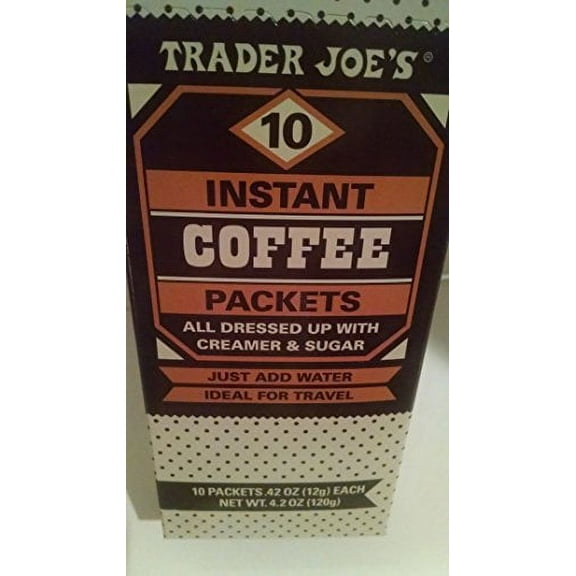 TRADER JOE'S®
10
INSTANT
COFFEE
PACKETS
ALL DRESSED UP WITH
CREAMER & SUGAR
JUST ADD WATER
IDEAL FOR TRAVEL
10 PACKETS .42 OZ (12g) EACH
NET WT. 4.2 OZ (120g)